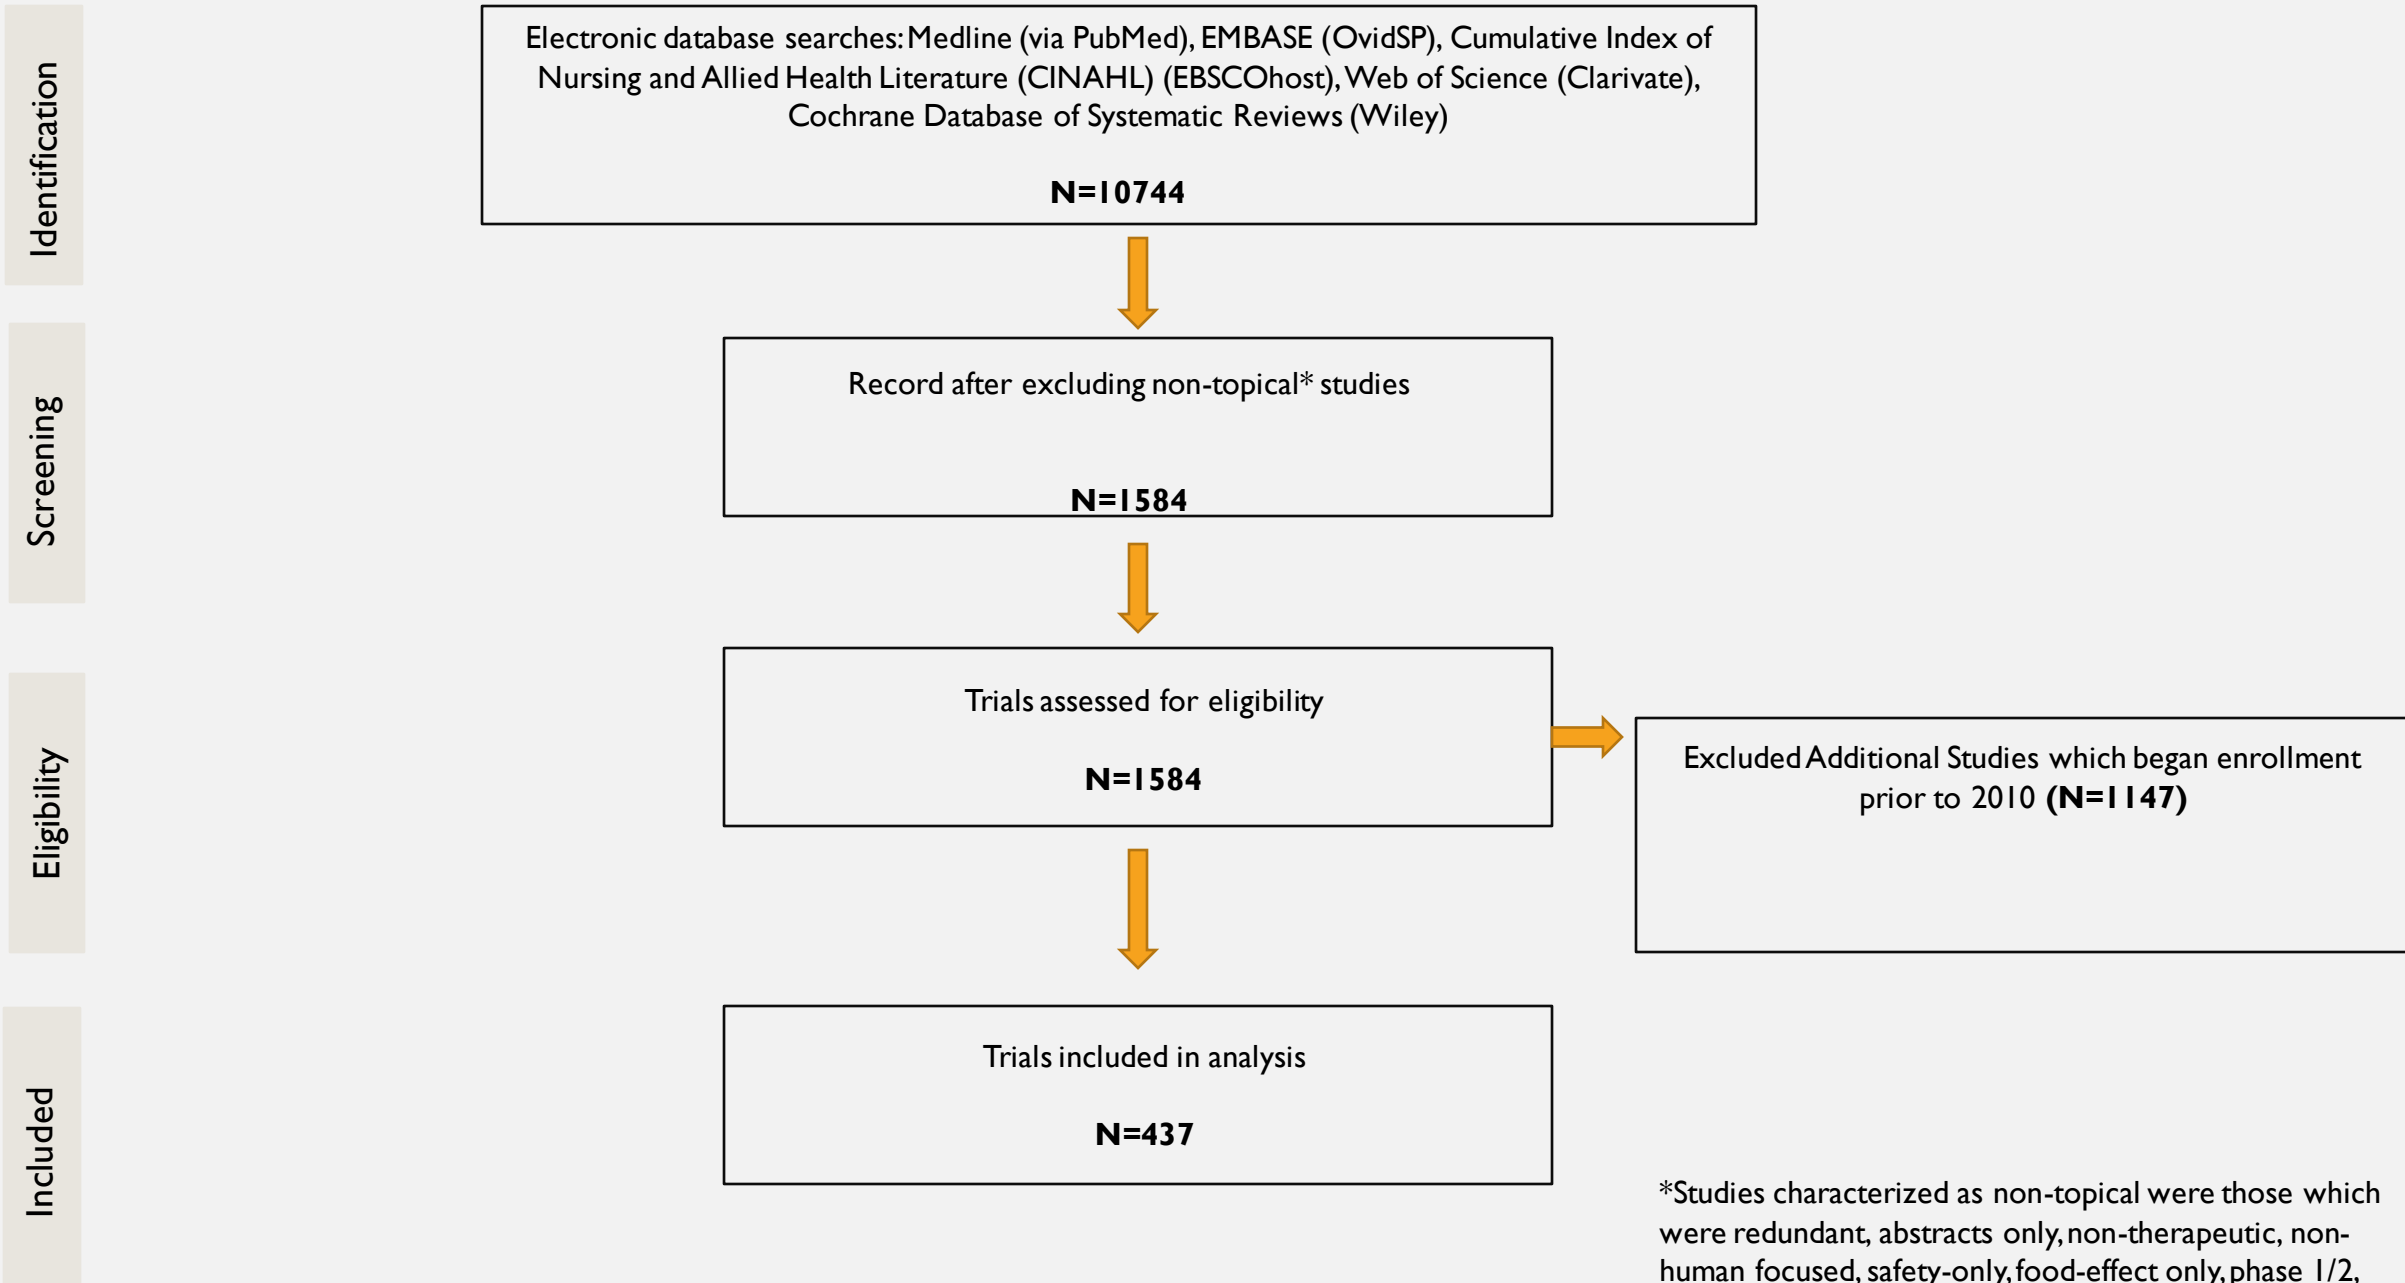 Identification
Electronic database searches: Medline (via PubMed), EMBASE (OvidSP), Cumulative Index of
Nursing and Allied Health Literature (CINAHL) (EBSCOhost), Web of Science (Clarivate),
Cochrane Database of Systematic Reviews (Wiley)
N=10744
Screening
Record after excluding non-topical* studies
N=1584
Eligibility
Trials assessed for eligibility
N=1584
Excluded Additional Studies which began enrollment
prior to 2010 (N=1147)
Included
Trials included in analysis
N=437
*Studies characterized as non-topical were those which
were redundant, abstracts only, non-therapeutic, non-
human focused, safety-only, food-effect only, phase 1/2,